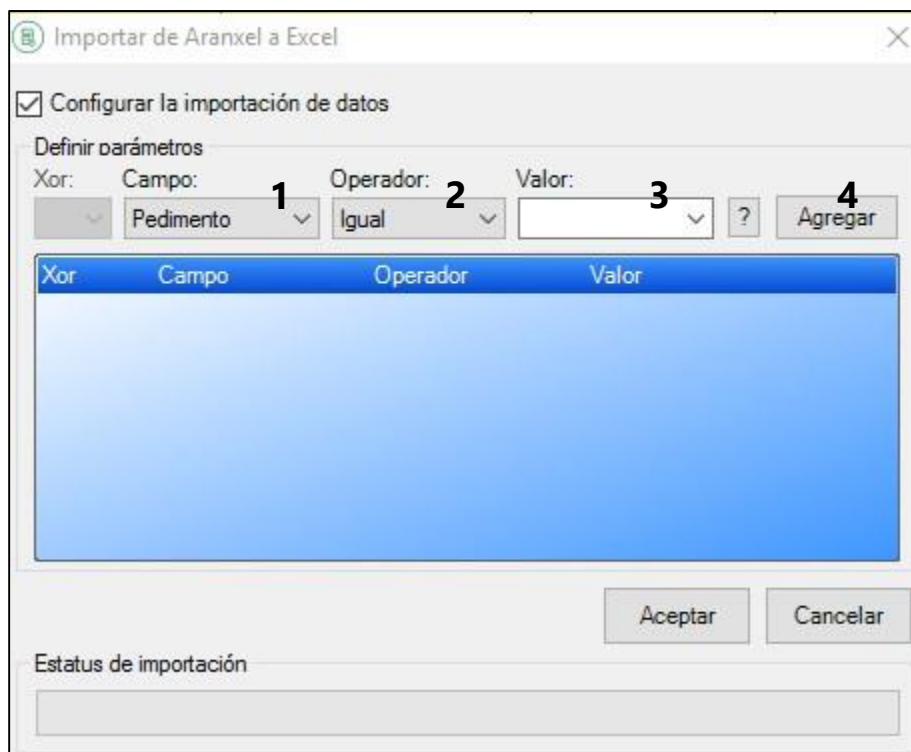 Importar de Aranxel a Excel
Configurar la importación de datos
Definir parámetros
Xor: Campo: 1 Operador: 2 Valor: 3 4
Pedimento Igual ? Agregar
Xor Campo Operador Valor
Aceptar Cancelar
Estatus de importación